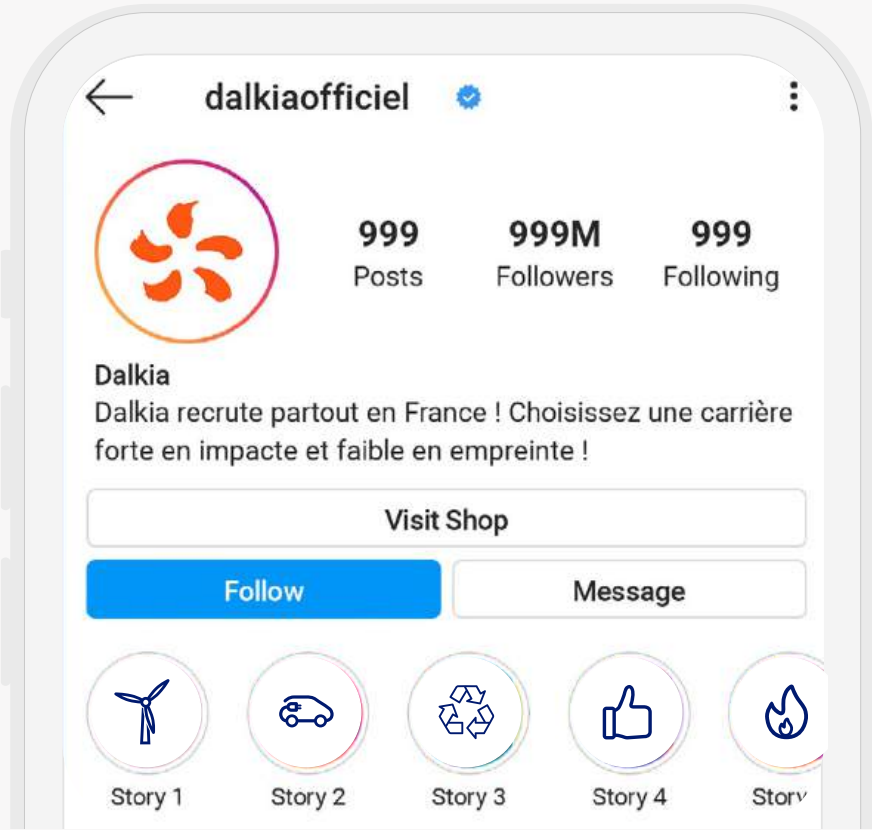 dalkiaofficiel
999 999M 999
Posts Followers Following
Dalkia
Dalkia recrute partout en France ! Choisissez une carrière
forte en impacte et faible en empreinte !
Visit Shop
Follow Message
Story 1 Story 2 Story 3 Story 4 Story